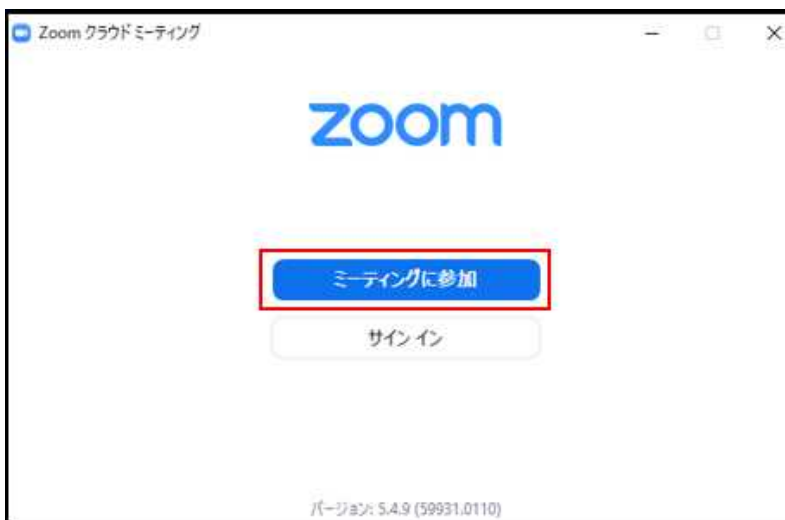 Zoom クラウド ミーティング
zoom
ミーティングに参加
サイン イン
バージョン: 5.4.9 (59931.0110)